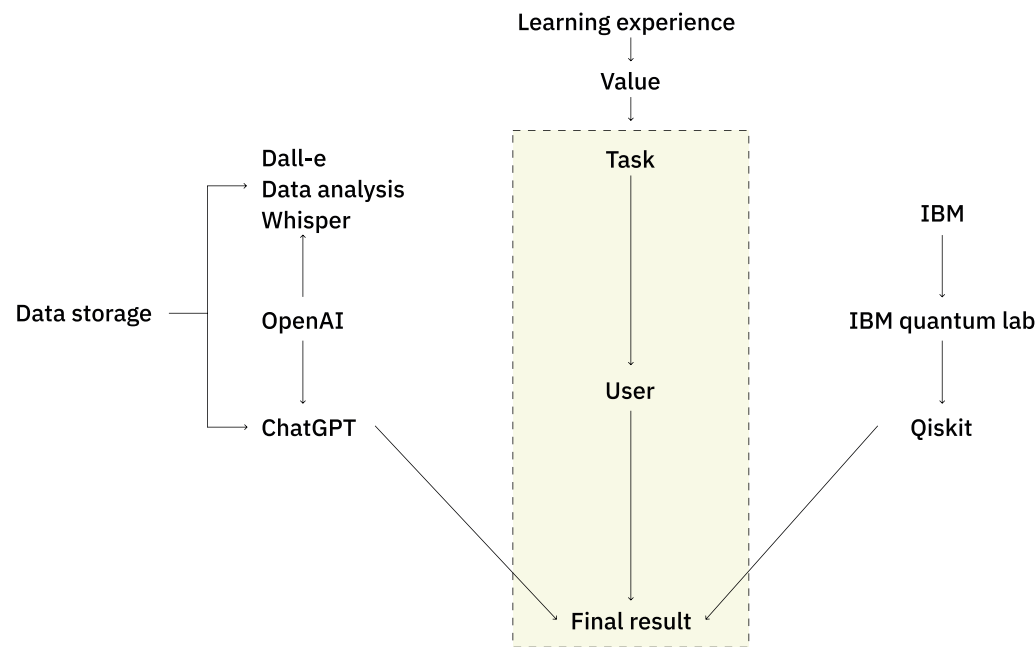 Learning experience
Value
Task
Dall-e
Data analysis
Whisper
IBM
Data storage
OpenAI
IBM quantum lab
User
ChatGPT
Qiskit
Final result